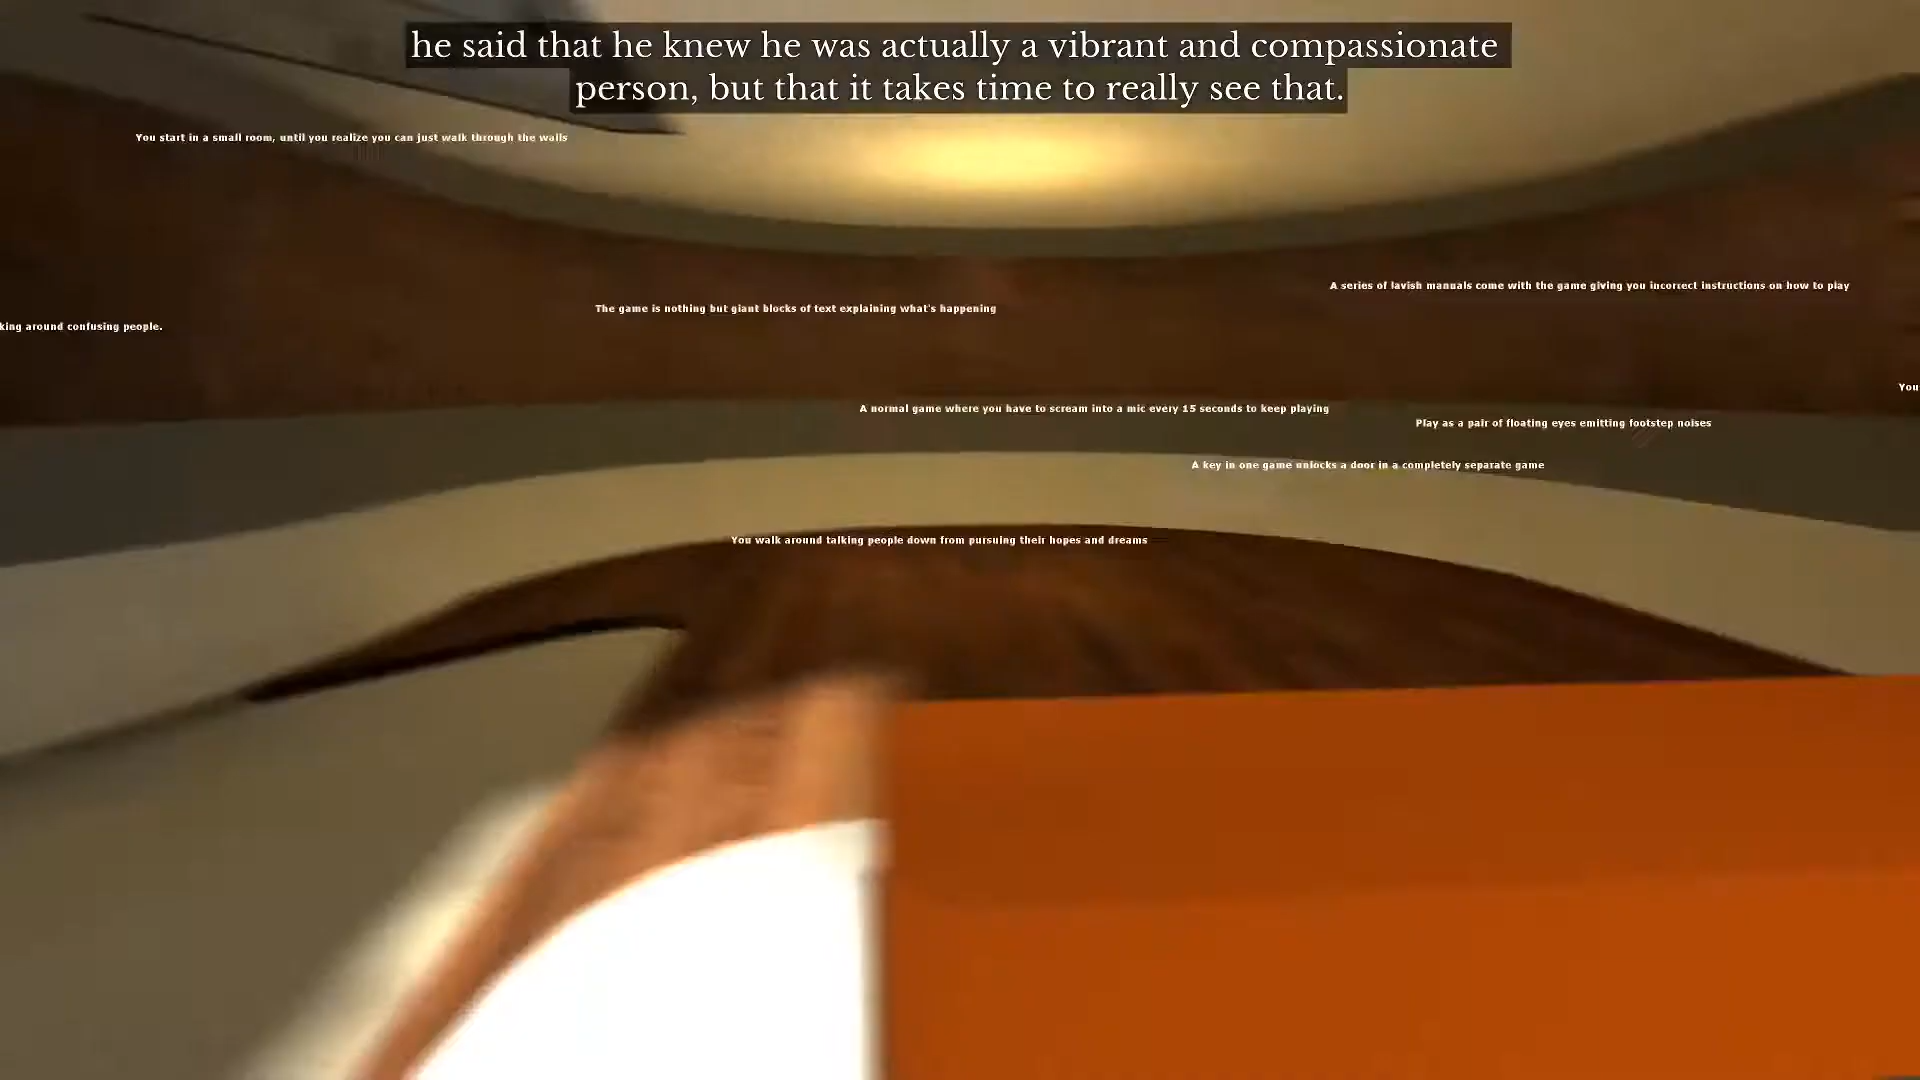 he said that he knew he was actually a vibrant and compassionate
person, but that it takes time to really see that.
You start in a small room, until you realize you can just walk through the walls
A series of lavish manuals come with the game giving you incorrect instructions on how to play
The game is nothing but giant blocks of text explaining what's happening
king around confusing people.
You
A normal game where you have to scream into a mic every 15 seconds to keep playing
Play as a pair of floating eyes emitting footstep noises
A key in one game unlocks a door in a completely separate game
You walk around talking people down from pursuing their hopes and dreams